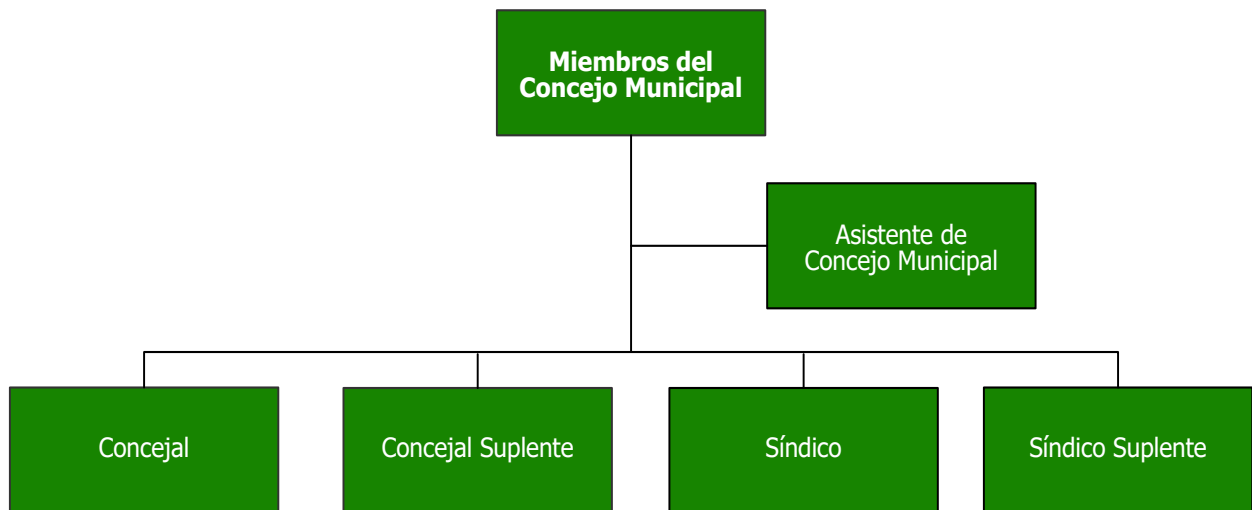 Miembros del
Concejo Municipal
Asistente de
Concejo Municipal
Concejal
Concejal Suplente
Síndico
Síndico Suplente